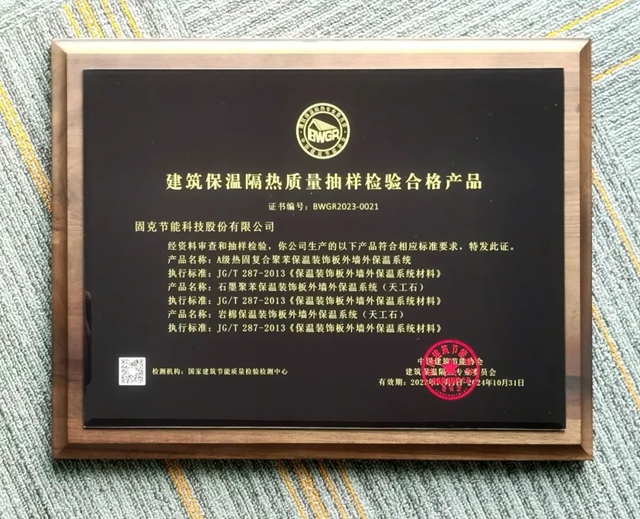 BWGR
建筑保温隔热质量抽样检验合格产品
证书编号：BWGR2023-0021
固克节能科技股份有限公司
经资料审查和抽样检验，你公司生产的以下产品符合相应标准要求，特发此证。
产品名称：A级热固复合聚苯保温装饰板外墙外保温系统
执行标准：JG/T 287-2013《保温装饰板外墙外保温系统材料》
产品名称：石墨聚苯保温装饰板外墙外保温系统（天工石）
执行标准：JG/T 287-2013《保温装饰板外墙外保温系统材料》
产品名称：岩棉保温装饰板外墙外保温系统（天工石）
执行标准：JG/T 287-2013《保温装饰板外墙外保温系统材料》
检测机构：国家建筑节能质量检验检测中心
中国建筑节能协会
建筑保温隔热专业委员会
有效期：2024年10月31日